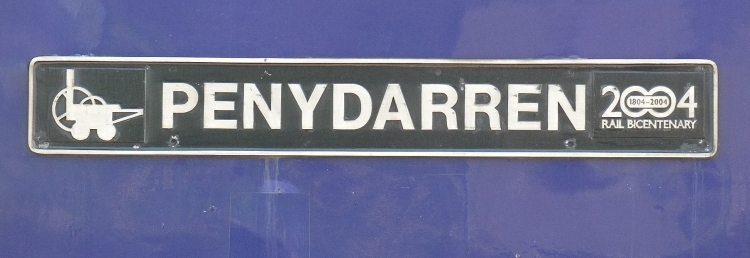 PENYDARREN
2004
1804-2004
RAIL BICENTENARY